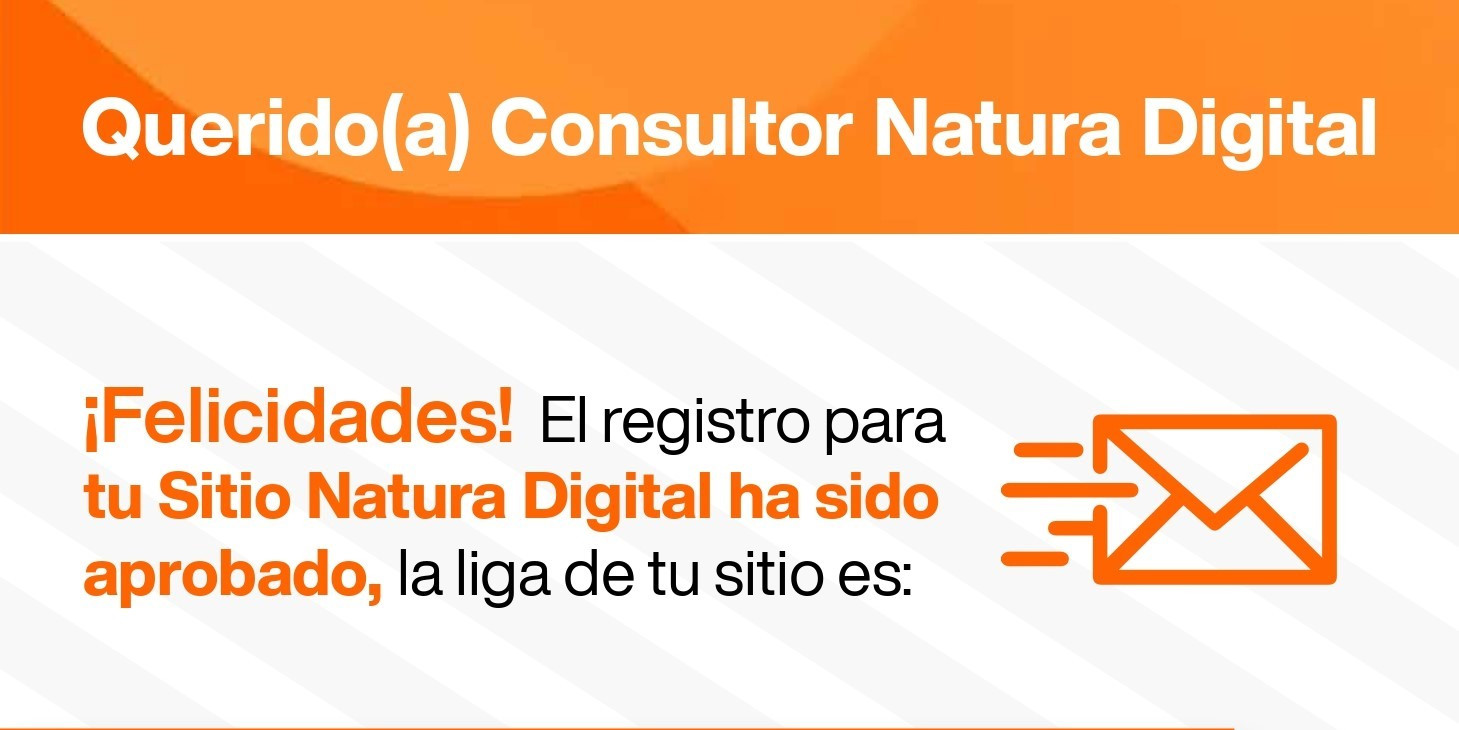 Querido(a) Consultor Natura Digital
¡Felicidades! El registro para
tu Sitio Natura Digital ha sido
aprobado, la liga de tu sitio es: